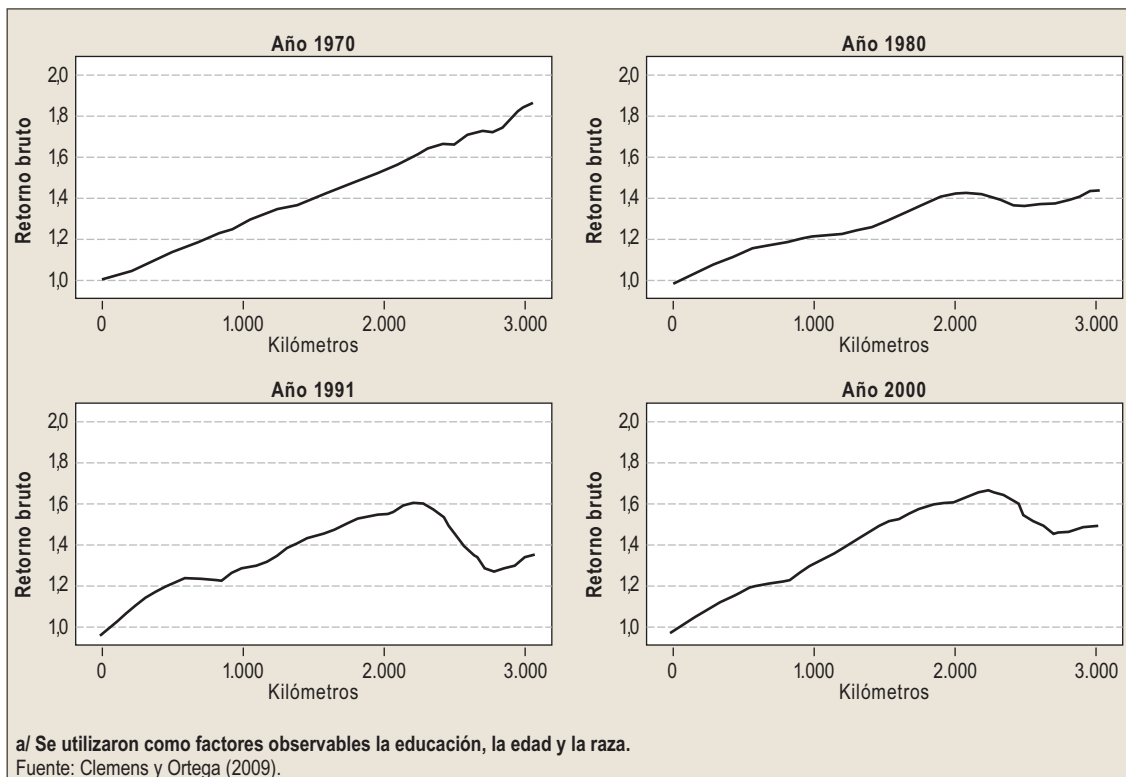 Año 1970
Retorno bruto
2,0
1,8
1,6
1,4
1,2
1,0
0
1.000
2.000
3.000
Kilómetros
Año 1980
Retorno bruto
2,0
1,8
1,6
1,4
1,2
1,0
0
1.000
2.000
3.000
Kilómetros
Año 1991
Retorno bruto
2,0
1,8
1,6
1,4
1,2
1,0
0
1.000
2.000
3.000
Kilómetros
Año 2000
Retorno bruto
2,0
1,8
1,6
1,4
1,2
1,0
0
1.000
2.000
3.000
Kilómetros
a/ Se utilizaron como factores observables la educación, la edad y la raza.
Fuente: Clemens y Ortega (2009).